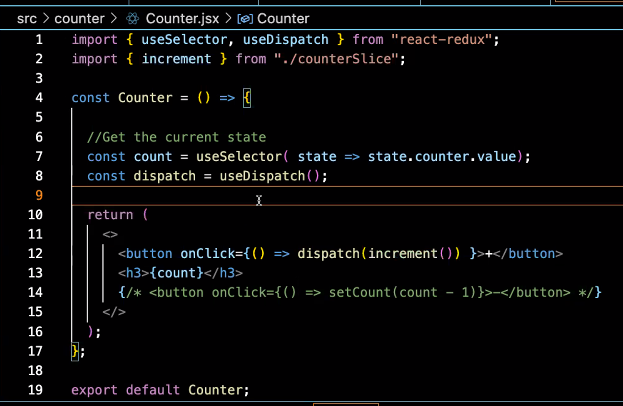 src > counter > Counter.jsx > Counter
1 import { useSelector, useDispatch } from "react-redux";
2 import { increment } from "./counterSlice";
3
4 const Counter = () => {
5
6 //Get the current state
7 const count = useSelector( state => state.counter.value);
8 const dispatch = useDispatch();
9
10 return (
11 <>
12 <button onClick={() => dispatch(increment()) }>+</button>
13 <h3>{count}</h3>
14 {/* <button onClick={() => setCount(count - 1)}>-</button> */}
15 </>
16 );
17 };
18
19 export default Counter;